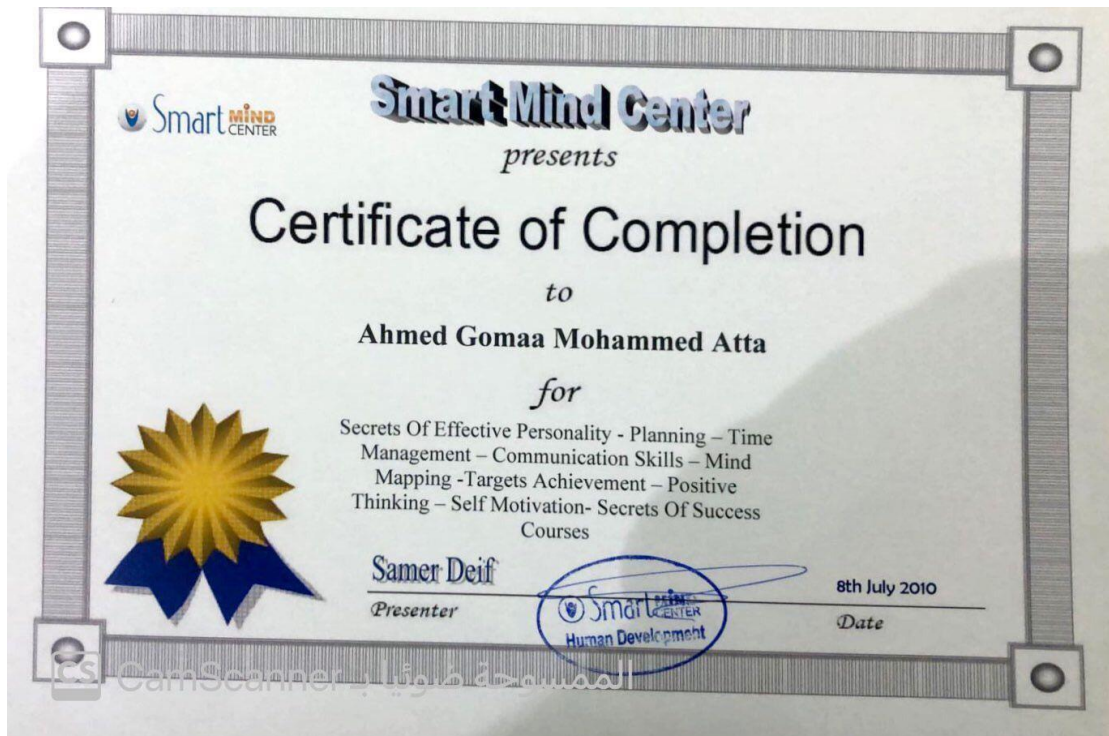 Smart MIND CENTER
Smart Mind Center
presents
Certificate of Completion
to
Ahmed Gomaa Mohammed Atta
for
Secrets Of Effective Personality - Planning – Time
Management – Communication Skills – Mind
Mapping -Targets Achievement – Positive
Thinking – Self Motivation- Secrets Of Success
Courses
Samer Deif
8th July 2010
Presenter
Date
Smart MIND CENTER
Human Development
CS CamScanner الممسوحة ضوئيا بـ